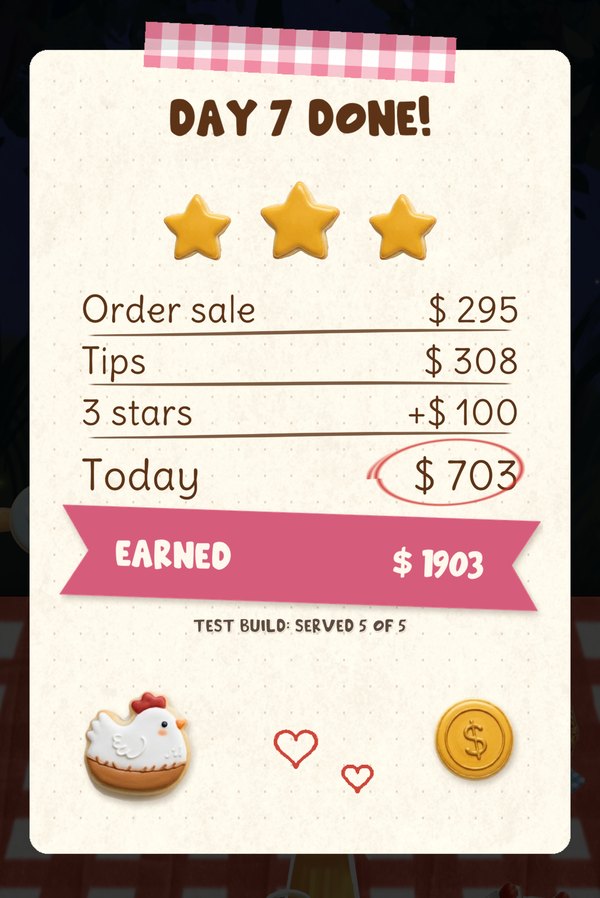 DAY 7 DONE!
Order sale $ 295
Tips $ 308
3 stars +$ 100
Today $ 703
EARNED $ 1903
TEST BUILD: SERVED 5 OF 5
$